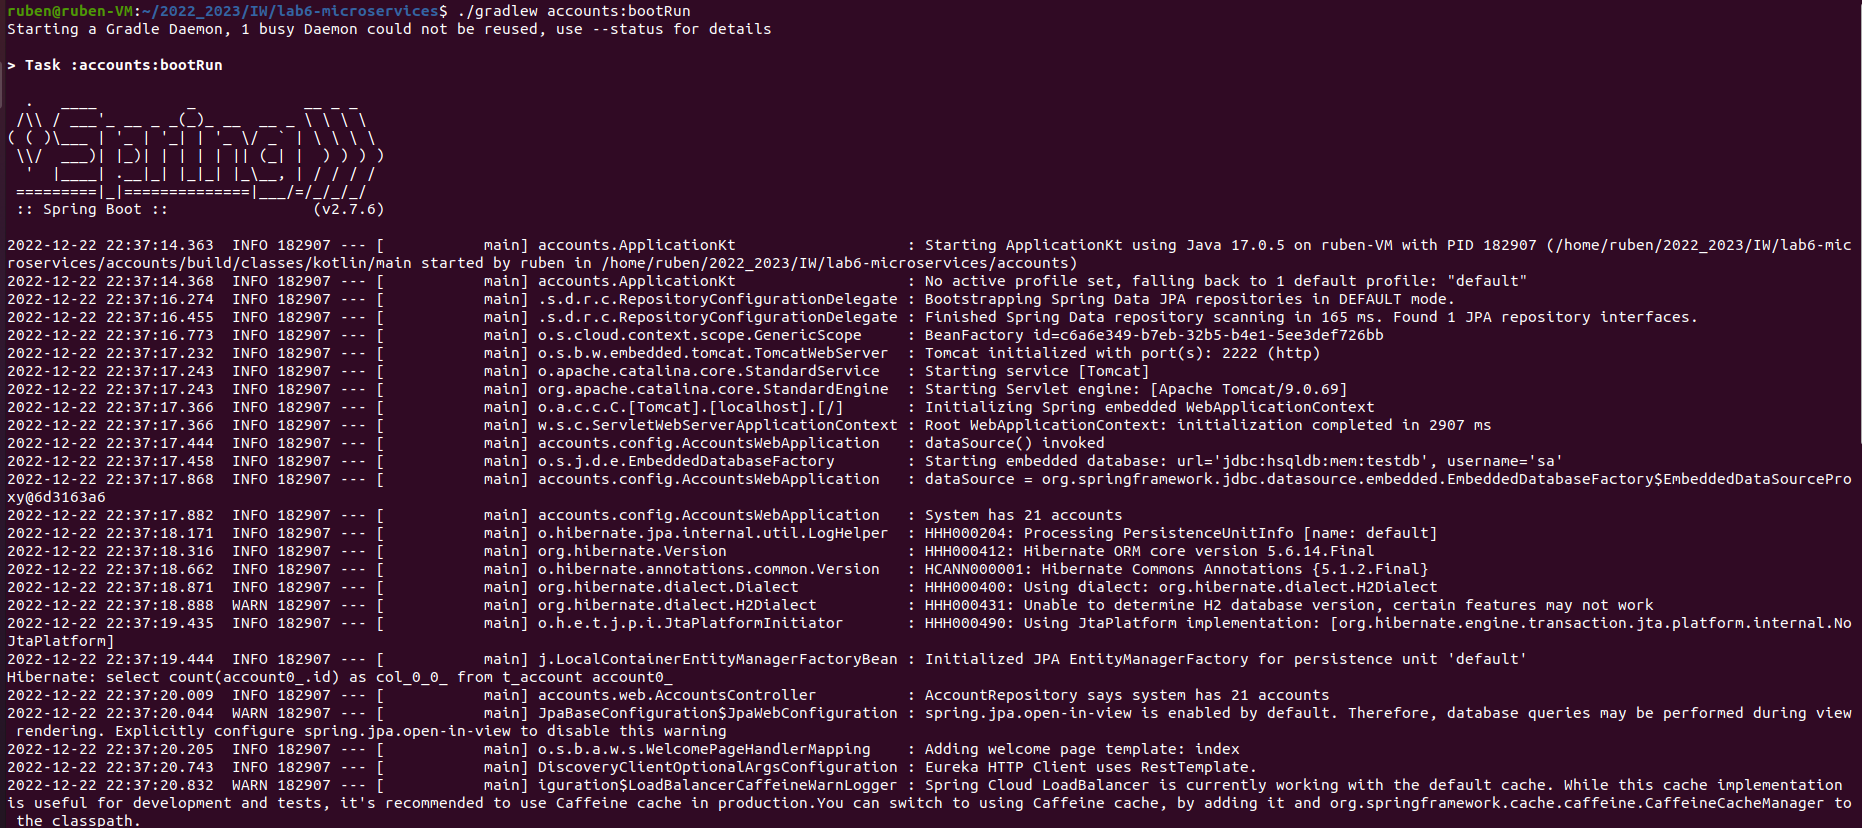 ruben@ruben-VM:~/2022_2023/IW/lab6-microservices$ ./gradlew accounts:bootRun
Starting a Gradle Daemon, 1 busy Daemon could not be reused, use --status for details

> Task :accounts:bootRun

  .   ____          _            __ _ _
 /\\ / ___'_ __ _ _(_)_ __  __ _ \ \ \ \
( ( )\___ | '_ | '_| | '_ \/ _` | \ \ \ \
 \\/  ___)| |_)| | | | | || (_| |  ) ) ) )
  '  |____| .__|_| |_|_| |_\__, | / / / /
 =========|_|==============|___/=/_/_/_/
 :: Spring Boot ::                (v2.7.6)

2022-12-22 22:37:14.363  INFO 182907 --- [           main] accounts.ApplicationKt                   : Starting ApplicationKt using Java 17.0.5 on ruben-VM with PID 182907 (/home/ruben/2022_2023/IW/lab6-mic
roservices/accounts/build/classes/kotlin/main started by ruben in /home/ruben/2022_2023/IW/lab6-microservices/accounts)
2022-12-22 22:37:14.368  INFO 182907 --- [           main] accounts.ApplicationKt                   : No active profile set, falling back to 1 default profile: "default"
2022-12-22 22:37:16.274  INFO 182907 --- [           main] .s.d.r.c.RepositoryConfigurationDelegate : Bootstrapping Spring Data JPA repositories in DEFAULT mode.
2022-12-22 22:37:16.455  INFO 182907 --- [           main] .s.d.r.c.RepositoryConfigurationDelegate : Finished Spring Data repository scanning in 165 ms. Found 1 JPA repository interfaces.
2022-12-22 22:37:16.773  INFO 182907 --- [           main] o.s.cloud.context.scope.GenericScope     : BeanFactory id=c6a6e349-b7eb-32b5-b4e1-5ee3def726bb
2022-12-22 22:37:17.232  INFO 182907 --- [           main] o.s.b.w.embedded.tomcat.TomcatWebServer  : Tomcat initialized with port(s): 2222 (http)
2022-12-22 22:37:17.243  INFO 182907 --- [           main] o.apache.catalina.core.StandardService   : Starting service [Tomcat]
2022-12-22 22:37:17.243  INFO 182907 --- [           main] org.apache.catalina.core.StandardEngine  : Starting Servlet engine: [Apache Tomcat/9.0.69]
2022-12-22 22:37:17.366  INFO 182907 --- [           main] o.a.c.c.C.[Tomcat].[localhost].[/]       : Initializing Spring embedded WebApplicationContext
2022-12-22 22:37:17.366  INFO 182907 --- [           main] w.s.c.ServletWebServerApplicationContext : Root WebApplicationContext: initialization completed in 2907 ms
2022-12-22 22:37:17.444  INFO 182907 --- [           main] accounts.config.AccountsWebApplication   : dataSource() invoked
2022-12-22 22:37:17.458  INFO 182907 --- [           main] o.s.j.d.e.EmbeddedDatabaseFactory        : Starting embedded database: url='jdbc:hsqldb:mem:testdb', username='sa'
2022-12-22 22:37:17.868  INFO 182907 --- [           main] accounts.config.AccountsWebApplication   : dataSource = org.springframework.jdbc.datasource.embedded.EmbeddedDatabaseFactory$EmbeddedDataSourcePro
xy@6d3163a6
2022-12-22 22:37:17.882  INFO 182907 --- [           main] accounts.config.AccountsWebApplication   : System has 21 accounts
2022-12-22 22:37:18.171  INFO 182907 --- [           main] o.hibernate.jpa.internal.util.LogHelper  : HHH000204: Processing PersistenceUnitInfo [name: default]
2022-12-22 22:37:18.316  INFO 182907 --- [           main] org.hibernate.Version                    : HHH000412: Hibernate ORM core version 5.6.14.Final
2022-12-22 22:37:18.662  INFO 182907 --- [           main] o.hibernate.annotations.common.Version   : HCANN000001: Hibernate Commons Annotations {5.1.2.Final}
2022-12-22 22:37:18.871  INFO 182907 --- [           main] org.hibernate.dialect.Dialect            : HHH000400: Using dialect: org.hibernate.dialect.H2Dialect
2022-12-22 22:37:18.888  WARN 182907 --- [           main] org.hibernate.dialect.H2Dialect          : HHH000431: Unable to determine H2 database version, certain features may not work
2022-12-22 22:37:19.435  INFO 182907 --- [           main] o.h.e.t.j.p.i.JtaPlatformInitiator       : HHH000490: Using JtaPlatform implementation: [org.hibernate.engine.transaction.jta.platform.internal.No
JtaPlatform]
2022-12-22 22:37:19.444  INFO 182907 --- [           main] j.LocalContainerEntityManagerFactoryBean : Initialized JPA EntityManagerFactory for persistence unit 'default'
Hibernate: select count(account0_.id) as col_0_0_ from t_account account0_
2022-12-22 22:37:20.009  INFO 182907 --- [           main] accounts.web.AccountsController          : AccountRepository says system has 21 accounts
2022-12-22 22:37:20.044  WARN 182907 --- [           main] JpaBaseConfiguration$JpaWebConfiguration : spring.jpa.open-in-view is enabled by default. Therefore, database queries may be performed during view
 rendering. Explicitly configure spring.jpa.open-in-view to disable this warning
2022-12-22 22:37:20.205  INFO 182907 --- [           main] o.s.b.a.w.s.WelcomePageHandlerMapping    : Adding welcome page template: index
2022-12-22 22:37:20.743  INFO 182907 --- [           main] DiscoveryClientOptionalArgsConfiguration : Eureka HTTP Client uses RestTemplate.
2022-12-22 22:37:20.832  WARN 182907 --- [           main] iguration$LoadBalancerCaffeineWarnLogger : Spring Cloud LoadBalancer is currently working with the default cache. While this cache implementation
is useful for development and tests, it's recommended to use Caffeine cache in production.You can switch to using Caffeine cache, by adding it and org.springframework.cache.caffeine.CaffeineCacheManager to
 the classpath.